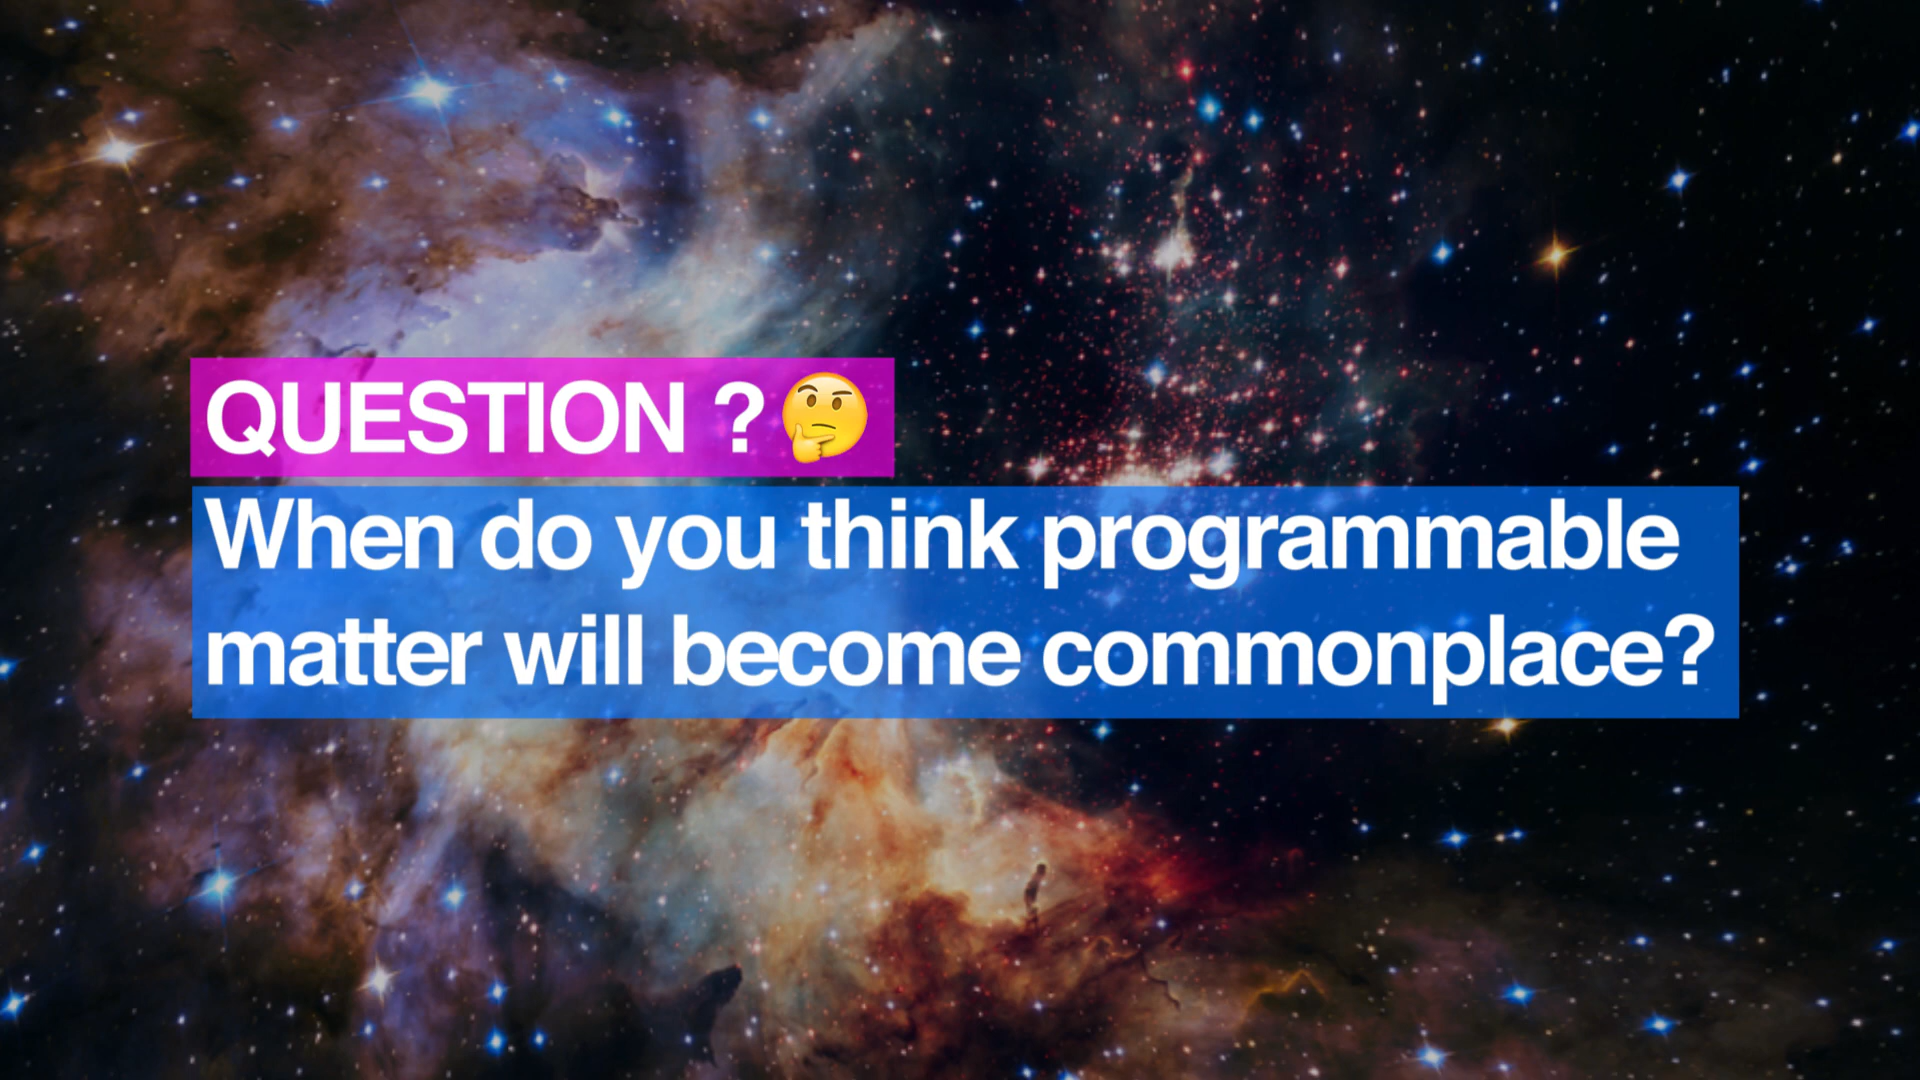 QUESTION ?🤔
When do you think programmable
matter will become commonplace?